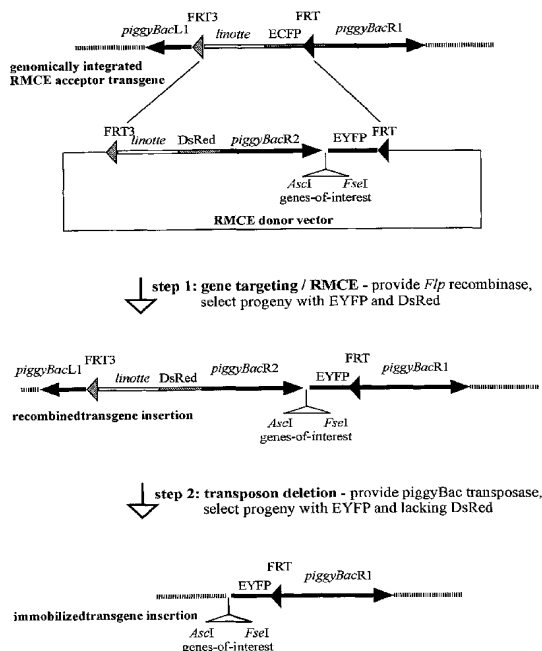 piggyBacL1 FRT3 linotte ECFP FRT piggyBacR1
genomically integrated
RMCE acceptor transgene
FRT3 linotte DsRed piggyBacR2 EYFP FRT
AscI FseI
genes-of-interest
RMCE donor vector
step 1: gene targeting / RMCE - provide Flp recombinase,
select progeny with EYFP and DsRed
piggyBacL1 FRT3 linotte DsRed piggyBacR2 EYFP FRT piggyBacR1
recombinedtransgene insertion
AscI FseI
genes-of-interest
step 2: transposon deletion - provide piggyBac transposase,
select progeny with EYFP and lacking DsRed
EYFP FRT piggyBacR1
immobilizedtransgene insertion
AscI FseI
genes-of-interest